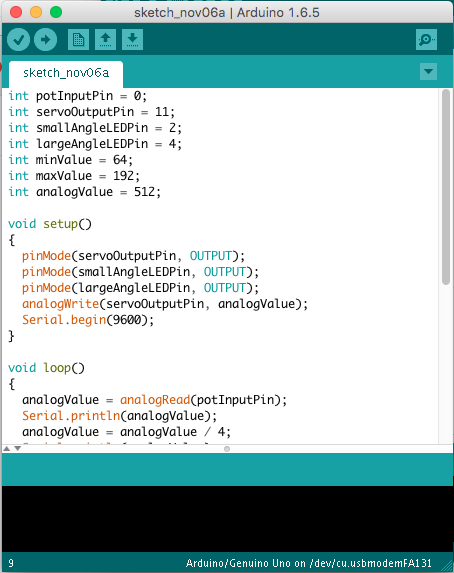 sketch_nov06a | Arduino 1.6.5
sketch_nov06a
int potInputPin = 0;
int servoOutputPin = 11;
int smallAngleLEDPin = 2;
int largeAngleLEDPin = 4;
int minValue = 64;
int maxValue = 192;
int analogValue = 512;

void setup()
{
  pinMode(servoOutputPin, OUTPUT);
  pinMode(smallAngleLEDPin, OUTPUT);
  pinMode(largeAngleLEDPin, OUTPUT);
  analogWrite(servoOutputPin, analogValue);
  Serial.begin(9600);
}

void loop()
{
  analogValue = analogRead(potInputPin);
  Serial.println(analogValue);
  analogValue = analogValue / 4;
9
Arduino/Genuino Uno on /dev/cu.usbmodemFA131